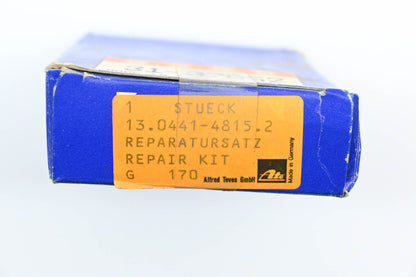 1 STUECK
13.0441-4815.2
REPARATURSATZ
REPAIR KIT
G 170 Alfred Teves GmbH
Ate
Made in Germany